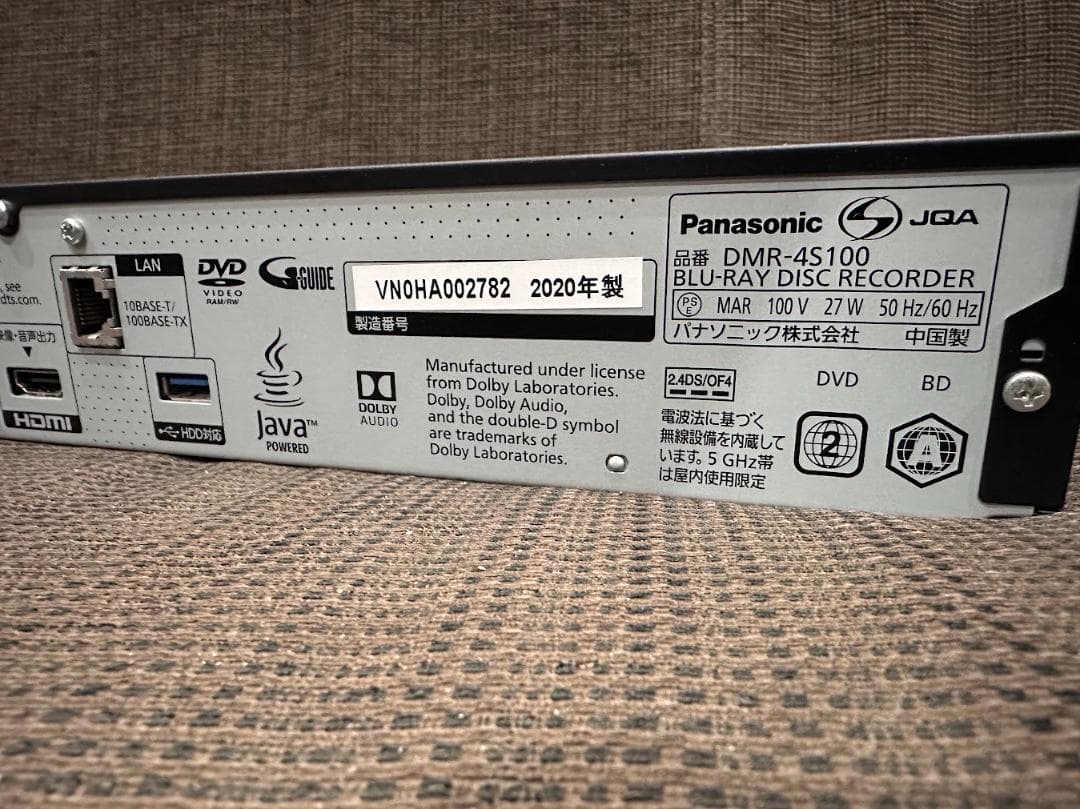 see
dts.com.
LAN
10BASE-T/
100BASE-TX
映像・音声出力
HDMI
DVD
VIDEO
RAM/RW
G-GUIDE
HDD対応
Java™
POWERED
VN0HA002782 2020年製
製造番号
DOLBY
AUDIO
Manufactured under license
from Dolby Laboratories.
Dolby, Dolby Audio,
and the double-D symbol
are trademarks of
Dolby Laboratories.
Panasonic JQA
品番 DMR-4S100
BLU-RAY DISC RECORDER
PSE MAR 100 V 27 W 50 Hz/60 Hz
パナソニック株式会社 中国製
2.4DS/OF4
電波法に基づく
無線設備を内蔵して
います。5 GHz帯
は屋内使用限定
DVD
2
BD
A